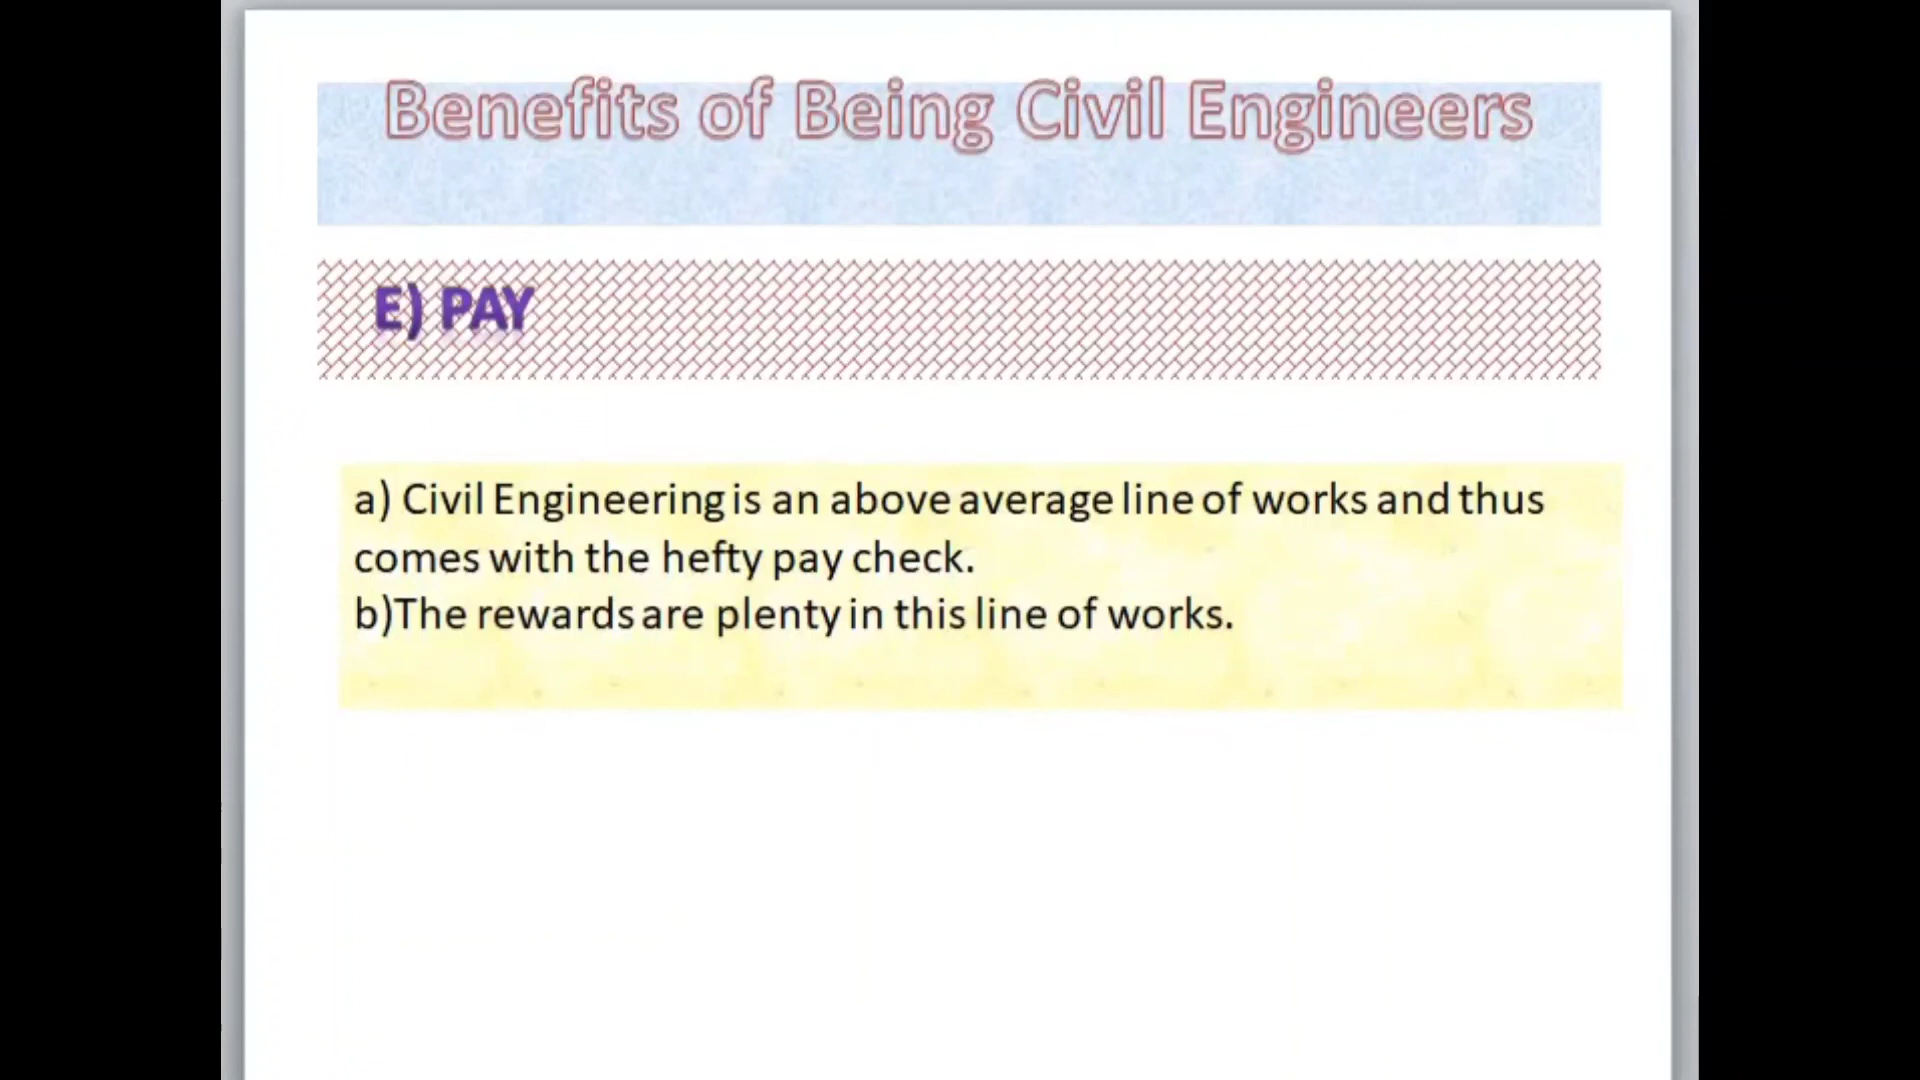 Benefits of Being Civil Engineers
E) PAY
a) Civil Engineering is an above average line of works and thus
comes with the hefty pay check.
b)The rewards are plenty in this line of works.